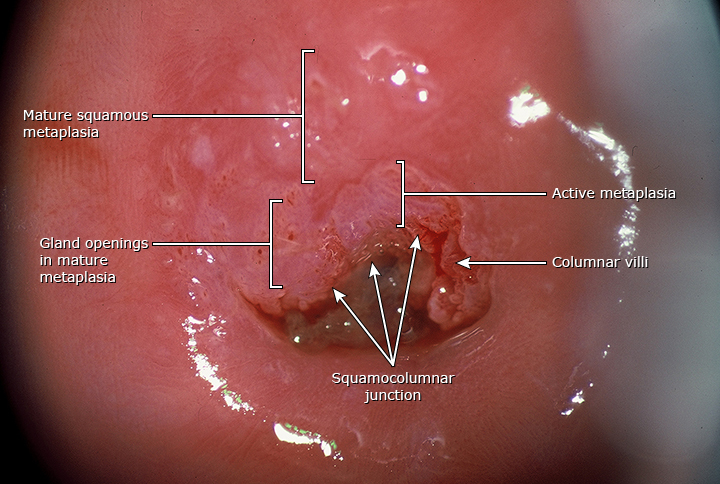 Mature squamous
metaplasia
Active metaplasia
Gland openings
in mature
metaplasia
Columnar villi
Squamocolumnar
junction